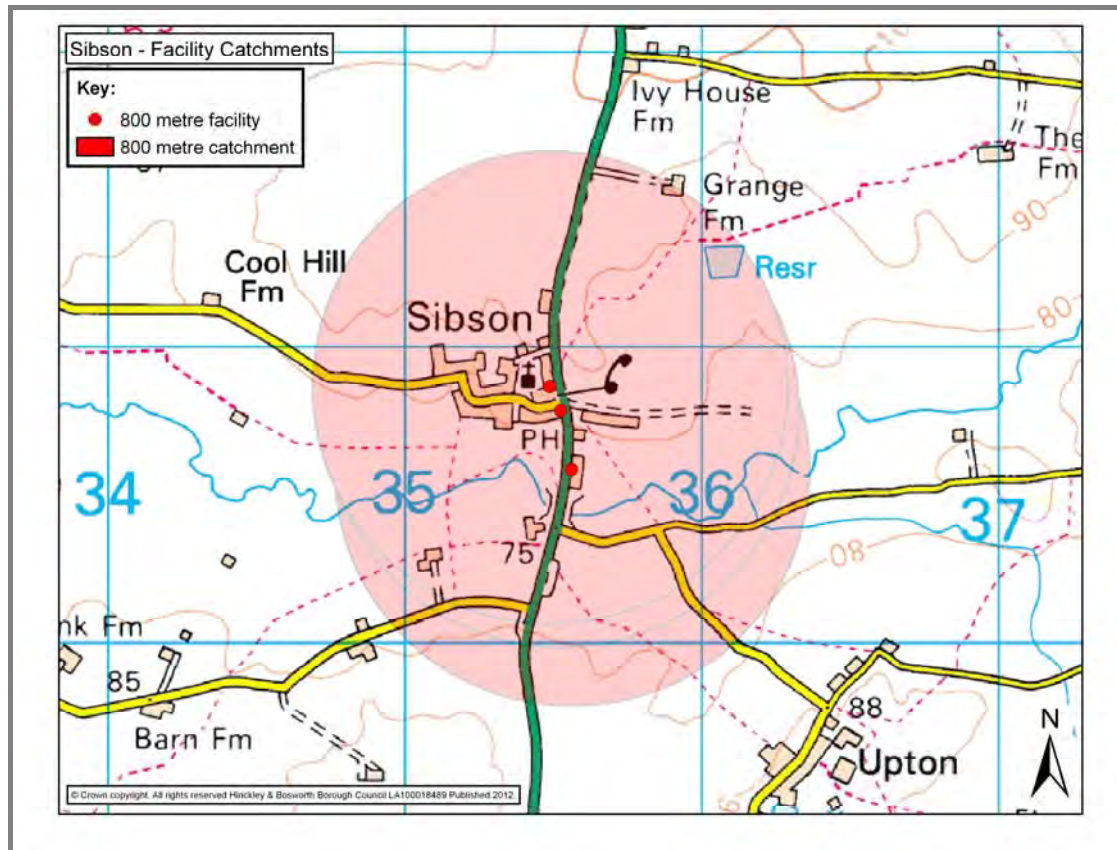 Sibson - Facility Catchments
Key:
800 metre facility
800 metre catchment
Ivy House
Fm
The
Fm
Grange
Fm
90
Resr
Cool Hill
Fm
80
Sibson
PH
34
35
36
37
75
80
nk Fm
85
Barn Fm
88
Upton
N
© Crown copyright. All rights reserved Hinckley & Bosworth Borough Council LA100018489 Published 2012.